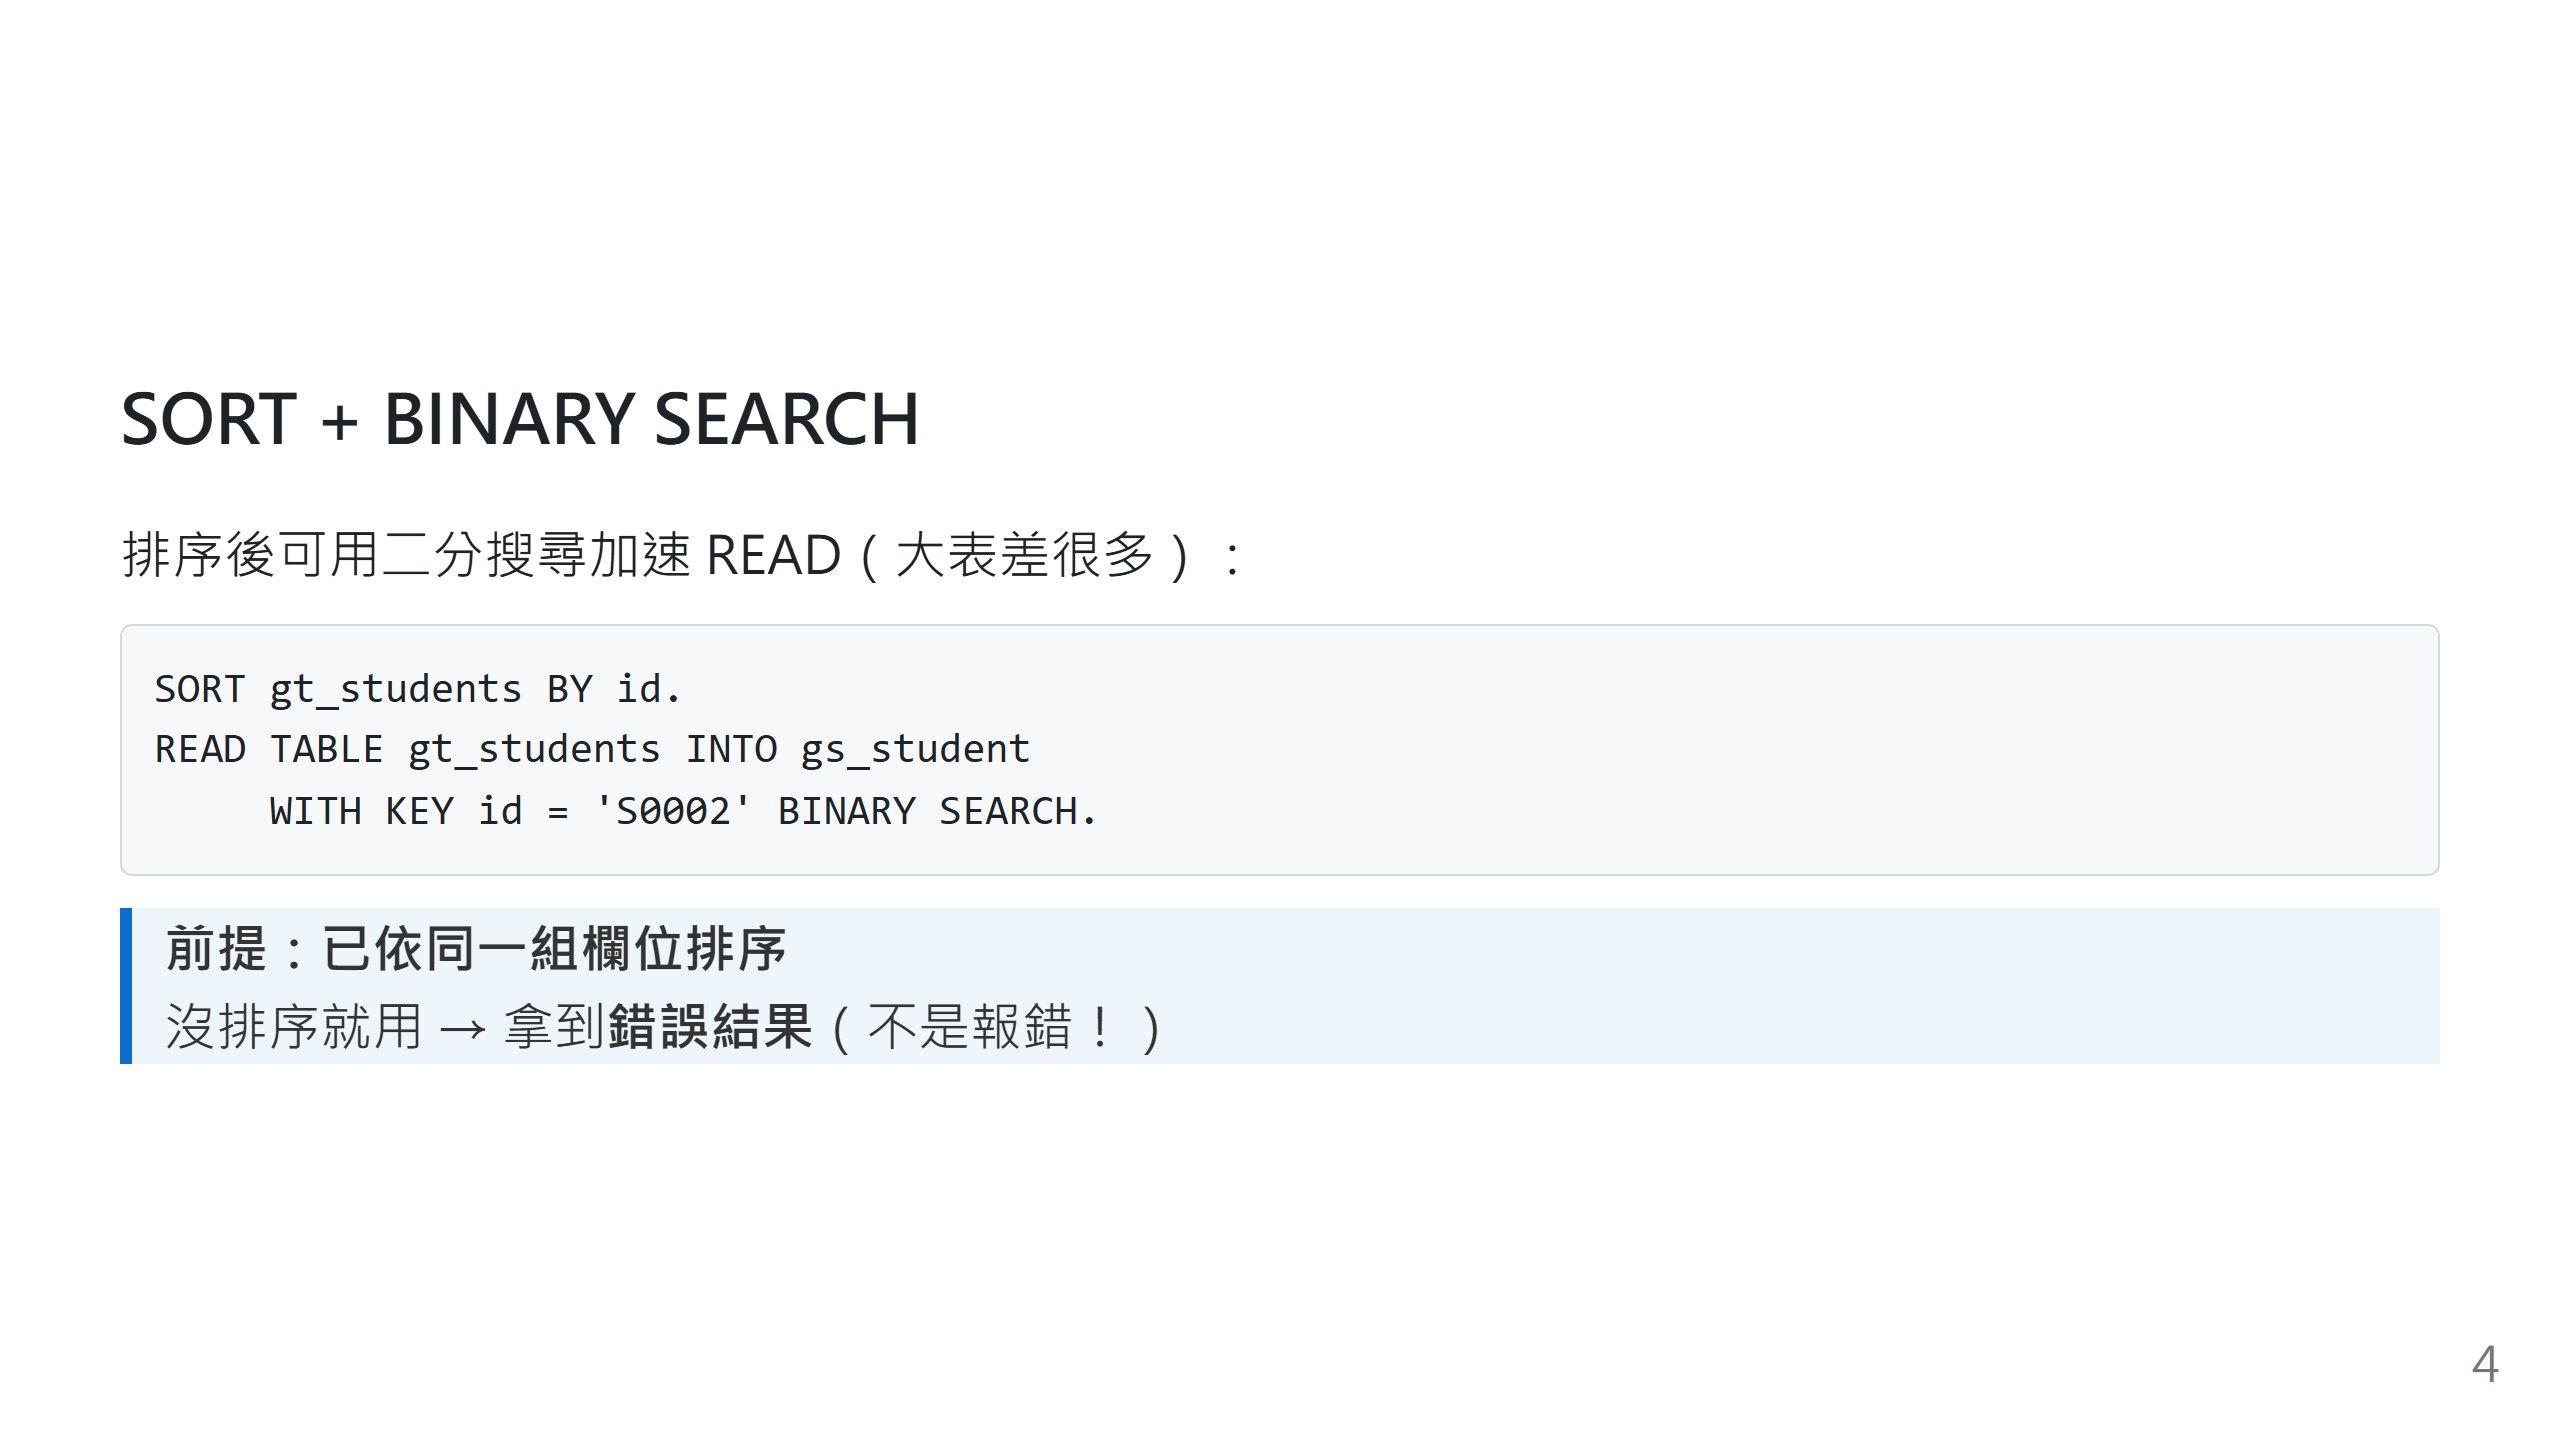 SORT + BINARY SEARCH
排序後可用二分搜尋加速 READ（大表差很多）：
SORT gt_students BY id.
READ TABLE gt_students INTO gs_student
     WITH KEY id = 'S0002' BINARY SEARCH.
前提：已依同一組欄位排序
沒排序就用 → 拿到錯誤結果（不是報錯！）
4